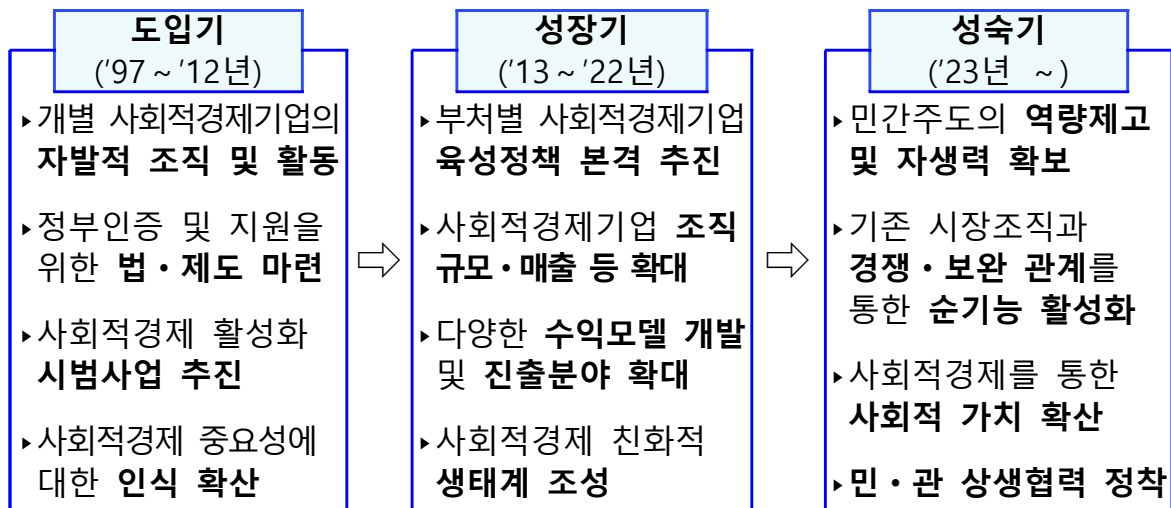 도입기
('97～'12년)
▸개별 사회적경제기업의
자발적 조직 및 활동
▸정부인증 및 지원을
위한 법·제도 마련
▸사회적경제 활성화
시범사업 추진
▸사회적경제 중요성에
대한 인식 확산
⇨
성장기
('13～'22년)
▸부처별 사회적경제기업
육성정책 본격 추진
▸사회적경제기업 조직
규모·매출 등 확대
▸다양한 수익모델 개발
및 진출분야 확대
▸사회적경제 친화적
생태계 조성
⇨
성숙기
('23년 ～)
▸민간주도의 역량제고
및 자생력 확보
▸기존 시장조직과
경쟁·보완 관계를
통한 순기능 활성화
▸사회적경제를 통한
사회적 가치 확산
▸민·관 상생협력 정착